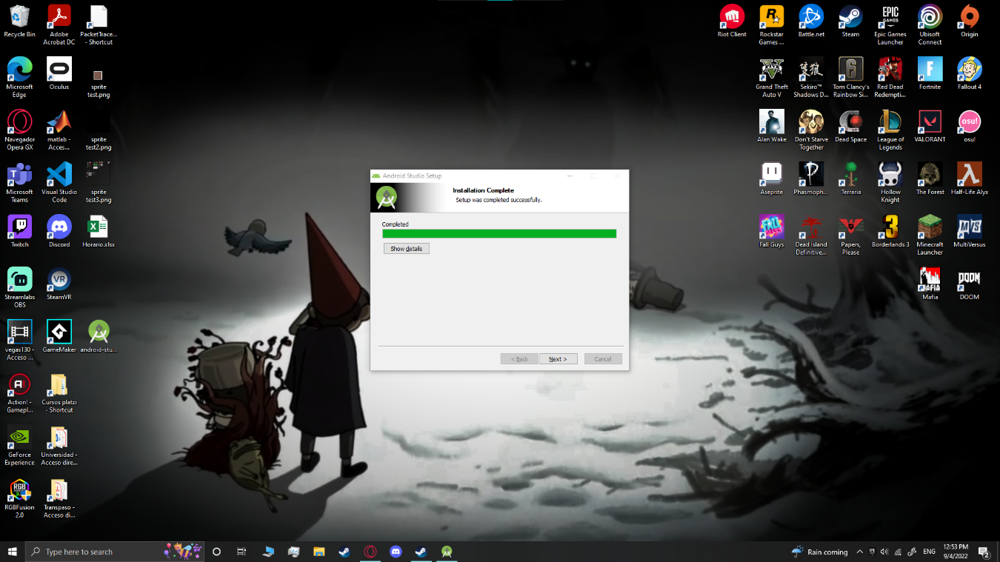 Recycle Bin
Adobe
Acrobat DC
PacketTrace...
- Shortcut
Microsoft
Edge
Oculus
sprite
test.png
Navegador
Opera GX
matlab -
Acces...
sprite
test2.png
Microsoft
Teams
Visual Studio
Code
sprite
test3.png
Twitch
Discord
Horario.xlsx
Streamlabs
OBS
SteamVR
vegas130 -
Acceso ...
GameMaker
android-stu...
Action! -
Gamepl...
Cursos platzi
- Shortcut
GeForce
Experience
Universidad -
Acceso dire...
RGBFusion
2.0
Transpaso -
Acceso di...
Android Studio Setup
Installation Complete
Setup was completed successfully.
Completed
Show details
< Back
Next >
Cancel
Riot Client
Rockstar
Games ...
Battle.net
Steam
Epic Games
Launcher
Ubisoft
Connect
Origin
Grand Theft
Auto V
Sekiro™
Shadows D...
Tom Clancy's
Rainbow Si...
Red Dead
Redempti...
Fortnite
Fallout 4
Alan Wake
Don't Starve
Together
Dead Space
League of
Legends
VALORANT
osu!
Aseprite
Phasmoph...
Terraria
Hollow
Knight
The Forest
Half-Life Alyx
Fall Guys
Dead Island
Definitive...
Papers,
Please
Borderlands 3
Minecraft
Launcher
MultiVersus
Mafia
DOOM
Type here to search
Rain coming
ENG
12:53 PM
9/4/2022
2